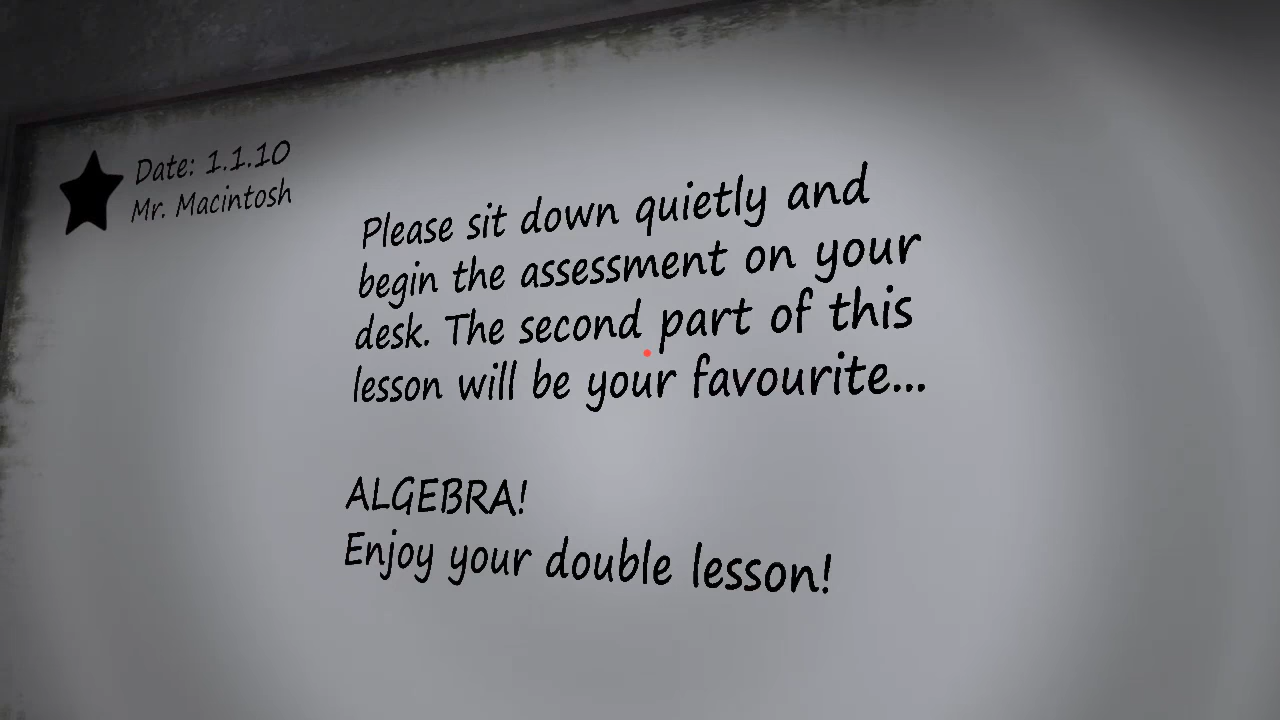 Date: 1.1.10
Mr. Macintosh
Please sit down quietly and
begin the assessment on your
desk. The second part of this
lesson will be your favourite...
ALGEBRA!
Enjoy your double lesson!